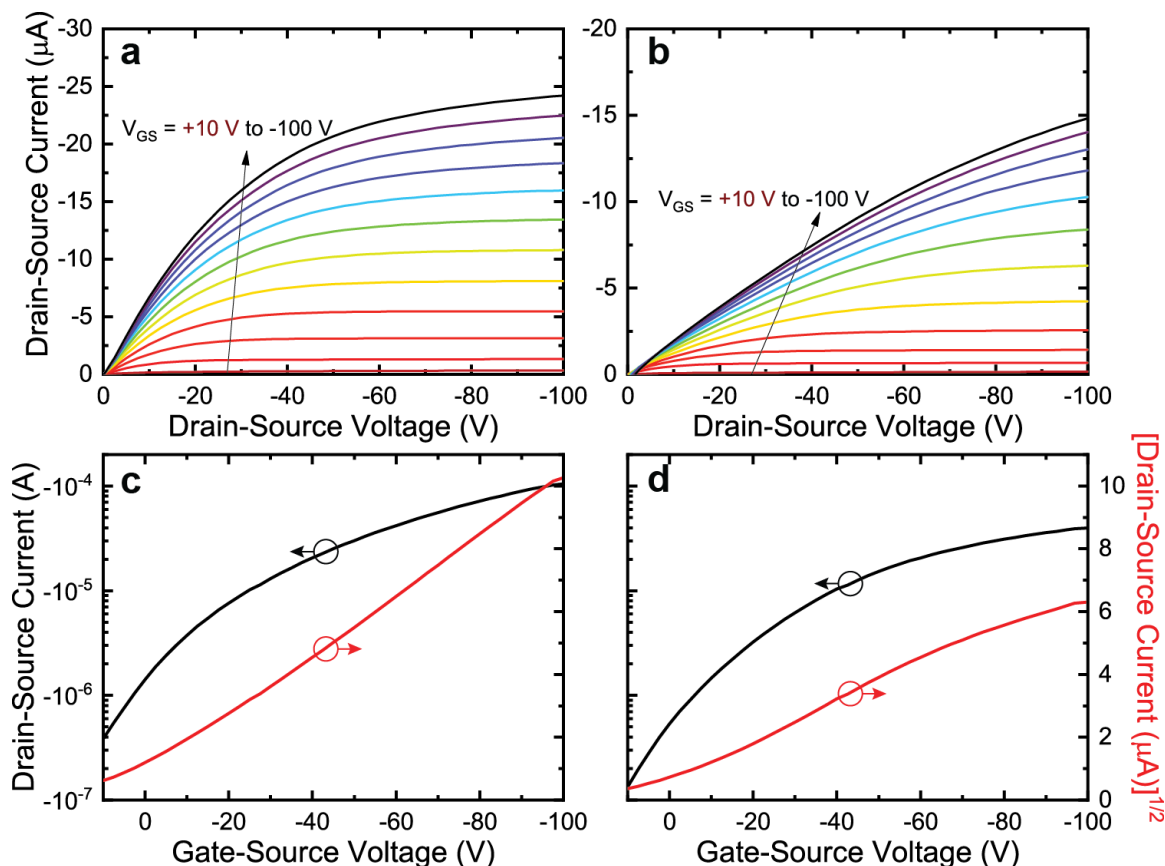 a
Drain-Source Current (μA)
-30
-25
-20
-15
-10
-5
0
V_GS = +10 V to -100 V
0 -20 -40 -60 -80 -100
Drain-Source Voltage (V)
b
-20
-15
-10
-5
0
V_GS = +10 V to -100 V
0 -20 -40 -60 -80 -100
Drain-Source Voltage (V)
c
Drain-Source Current (A)
-10⁻⁴
-10⁻⁵
-10⁻⁶
-10⁻⁷
0 -20 -40 -60 -80 -100
Gate-Source Voltage (V)
d
10
8
6
4
2
0
[Drain-Source Current (μA)]^1/2
0 -20 -40 -60 -80 -100
Gate-Source Voltage (V)